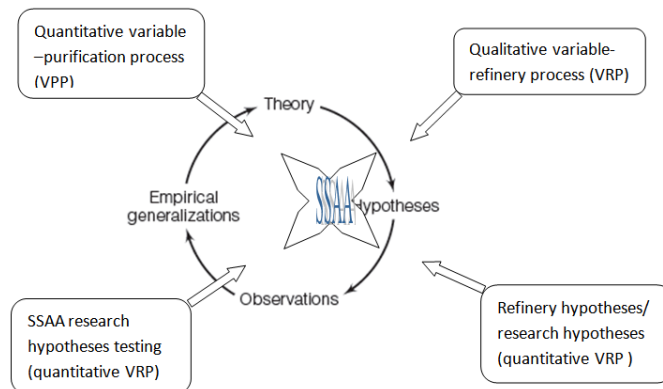 Quantitative variable
–purification process
(VPP)
Qualitative variable-
refinery process (VRP)
Theory
Empirical
generalizations
SSAA
Hypotheses
Observations
SSAA research
hypotheses testing
(quantitative VRP)
Refinery hypotheses/
research hypotheses
(quantitative VRP )